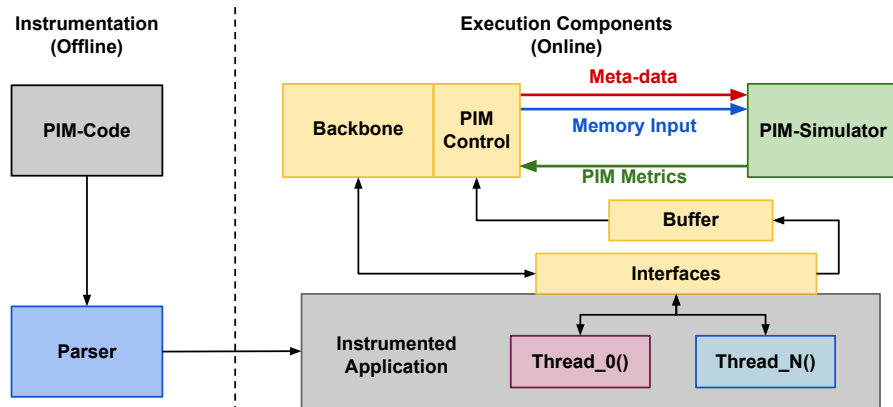 Instrumentation
(Offline)
Execution Components
(Online)
PIM-Code
Backbone
PIM
Control
Meta-data
Memory Input
PIM Metrics
PIM-Simulator
Buffer
Interfaces
Parser
Instrumented
Application
Thread_0()
Thread_N()